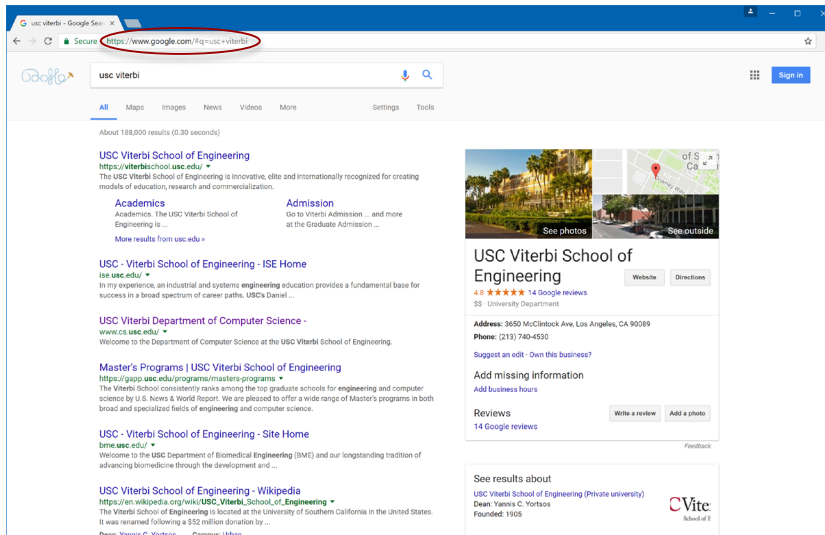 usc viterbi - Google Sear
Secure
https://www.google.com/#q=usc+viterbi
usc viterbi
Sign in
All Maps Images News Videos More Settings Tools
About 188,000 results (0.30 seconds)
USC Viterbi School of Engineering
https://viterbischool.usc.edu/
The USC Viterbi School of Engineering is innovative, elite and internationally recognized for creating
models of education, research and commercialization.
Academics
Academics. The USC Viterbi School of
Engineering is ...
Admission
Go to Viterbi Admission ... and more
at the Graduate Admission ...
More results from usc.edu »
USC - Viterbi School of Engineering - ISE Home
ise.usc.edu/
In my experience, an industrial and systems engineering education provides a fundamental base for
success in a broad spectrum of career paths. USC's Daniel ...
USC Viterbi Department of Computer Science -
www.cs.usc.edu/
Welcome to the Department of Computer Science at the USC Viterbi School of Engineering.
Master's Programs | USC Viterbi School of Engineering
https://gapp.usc.edu/programs/masters-programs
The Viterbi School consistently ranks among the top graduate schools for engineering and computer
science by U.S. News & World Report. We are pleased to offer a wide range of Master's programs in both
broad and specialized fields of engineering and computer science.
USC - Viterbi School of Engineering - Site Home
bme.usc.edu/
Welcome to the USC Department of Biomedical Engineering (BME) and our longstanding tradition of
advancing biomedicine through the development and ...
USC Viterbi School of Engineering - Wikipedia
https://en.wikipedia.org/wiki/USC_Viterbi_School_of_Engineering
The Viterbi School of Engineering is located at the University of Southern California in the United States.
It was renamed following a $52 million donation by ...
Dean: Yannis C. Yortsos Campus: Urban
See photos
See outside
USC Viterbi School of
Engineering
Website
Directions
4.8 14 Google reviews
$$ · University Department
Address: 3650 McClintock Ave, Los Angeles, CA 90089
Phone: (213) 740-4530
Suggest an edit · Own this business?
Add missing information
Add business hours
Reviews
Write a review
Add a photo
14 Google reviews
Feedback
See results about
USC Viterbi School of Engineering (Private university)
Dean: Yannis C. Yortsos
Founded: 1905
USC Vite
School of E